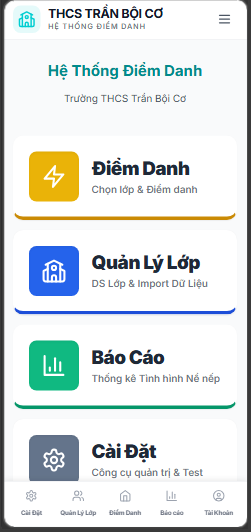 THCS TRẦN BỘI CƠ
HỆ THỐNG ĐIỂM DANH
Hệ Thống Điểm Danh
Trường THCS Trần Bội Cơ
Điểm Danh
Chọn lớp & Điểm danh
Quản Lý Lớp
DS Lớp & Import Dữ Liệu
Báo Cáo
Thống kê Tình hình Nề nếp
Cài Đặt
Công cụ quản trị & Test
Cài Đặt
Quản Lý Lớp
Điểm Danh
Báo cáo
Tài Khoản